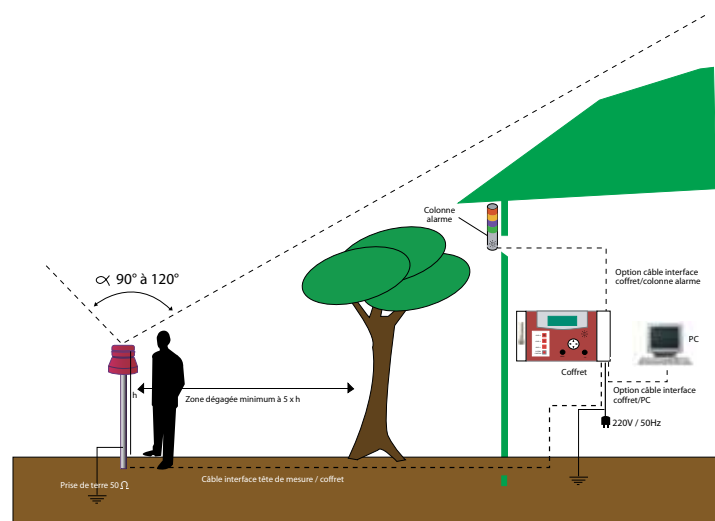 Colonne
alarme
∝ 90° à 120°
Option câble interface
coffret/colonne alarme
PC
Coffret
h
Zone dégagée minimum à 5 x h
Option câble interface
coffret/PC
220V / 50Hz
Câble interface tête de mesure / coffret
Prise de terre 50 Ω